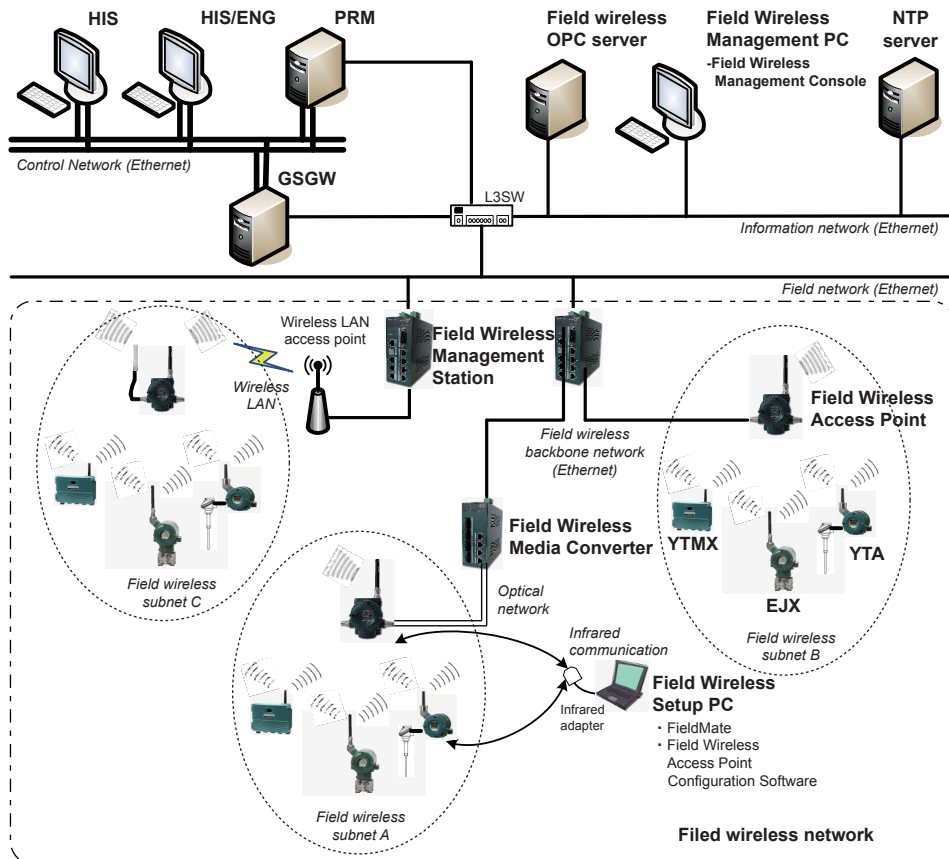 HIS
HIS/ENG
PRM
Field wireless
OPC server
Field Wireless
Management PC
-Field Wireless
Management Console
NTP
server
Control Network (Ethernet)
GSGW
L3SW
Information network (Ethernet)
Field network (Ethernet)
Wireless LAN
access point
Field Wireless
Management
Station
Wireless
LAN
Field Wireless
Access Point
Field wireless
backbone network
(Ethernet)
Field Wireless
Media Converter
YTMX
YTA
EJX
Field wireless
subnet C
Optical
network
Field wireless
subnet B
Infrared
communication
Infrared
adapter
Field Wireless
Setup PC
・FieldMate
・Field Wireless
Access Point
Configuration Software
Field wireless
subnet A
Filed wireless network